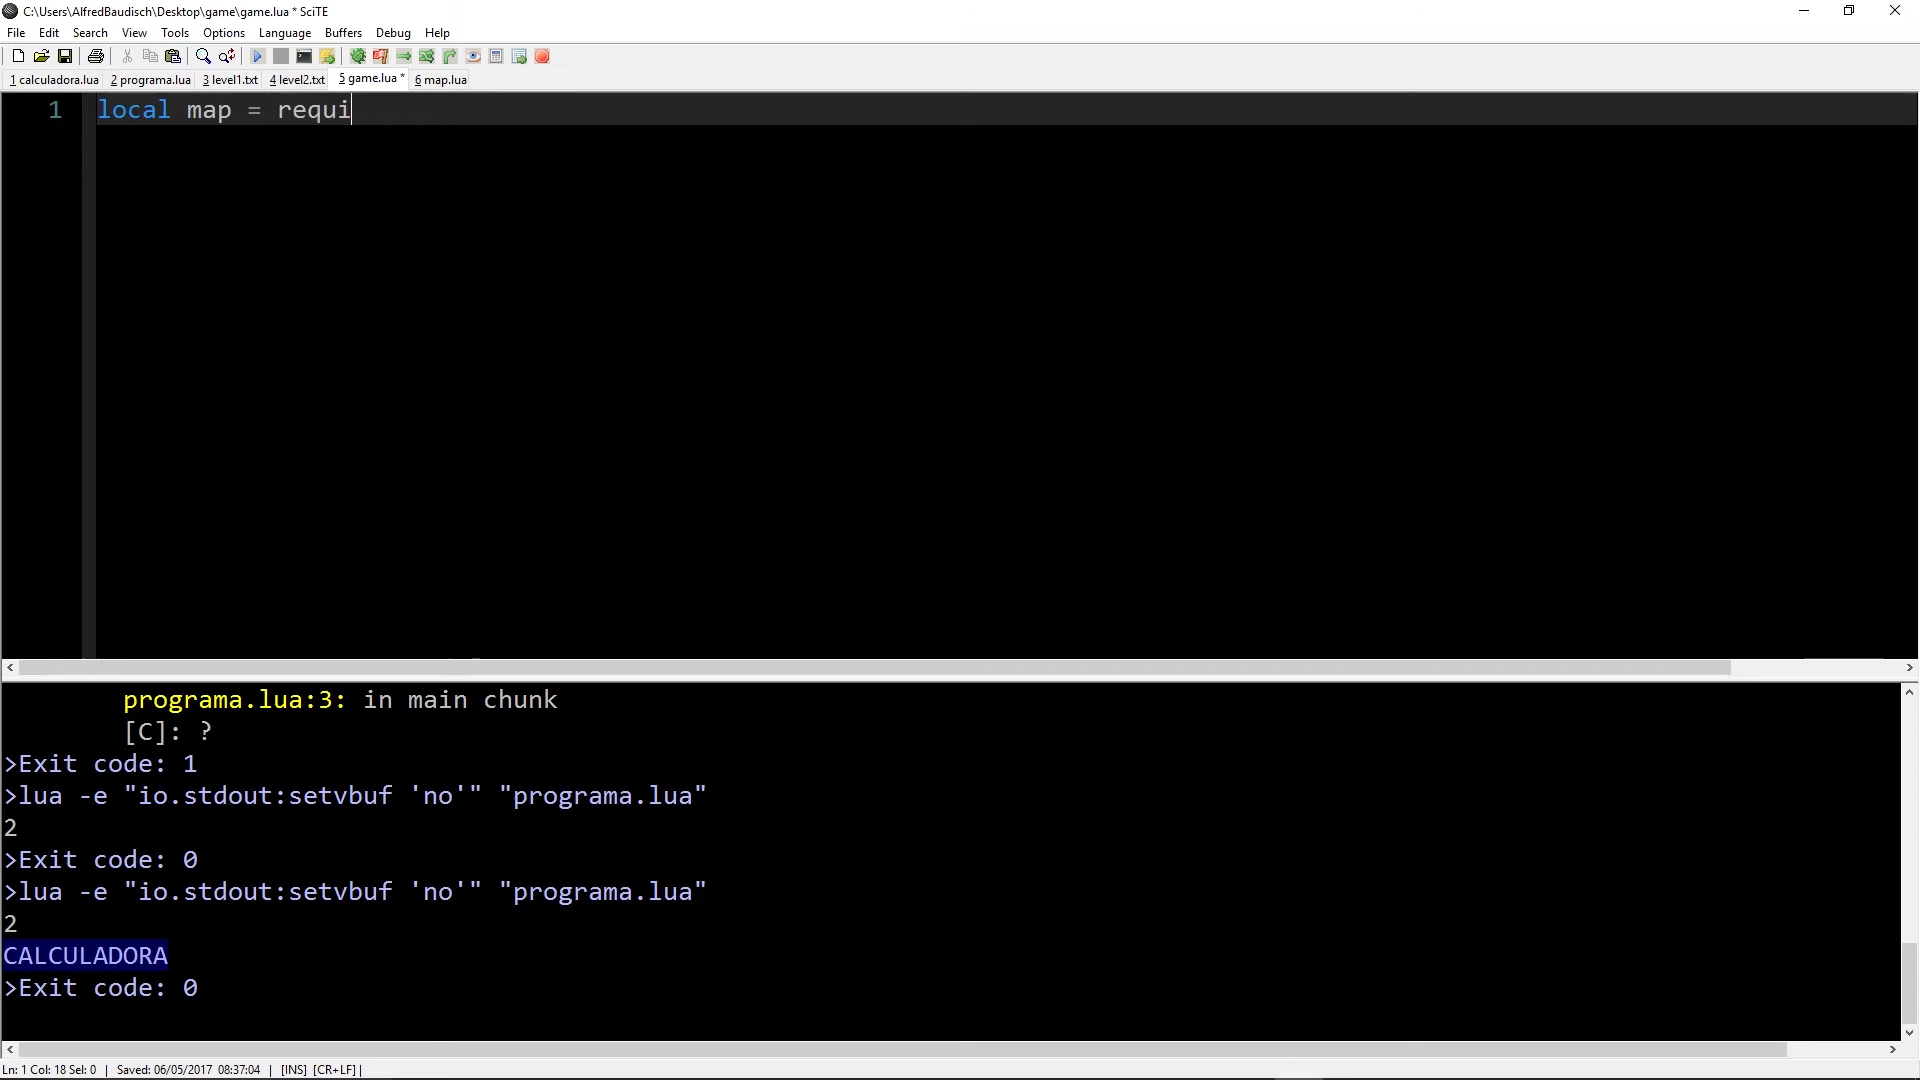 C:\Users\AlfredBaudisch\Desktop\game\game.lua * SciTE
File Edit Search View Tools Options Language Buffers Debug Help
1 calculadora.lua 2 programa.lua 3 level1.txt 4 level2.txt 5 game.lua * 6 map.lua
1 local map = requi
programa.lua:3: in main chunk
[C]: ?
>Exit code: 1
>lua -e "io.stdout:setvbuf 'no'" "programa.lua"
2
>Exit code: 0
>lua -e "io.stdout:setvbuf 'no'" "programa.lua"
2
CALCULADORA
>Exit code: 0
Ln: 1 Col: 18 Sel: 0 | Saved: 06/05/2017 08:37:04 | [INS] [CR+LF] |